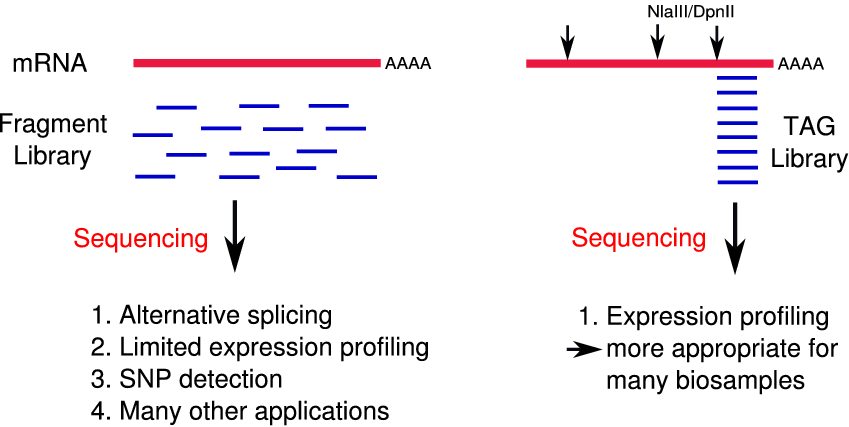 mRNA
AAAA
Fragment
Library
Sequencing
1. Alternative splicing
2. Limited expression profiling
3. SNP detection
4. Many other applications
NlaIII/DpnII
AAAA
TAG
Library
Sequencing
1. Expression profiling
more appropriate for
many biosamples